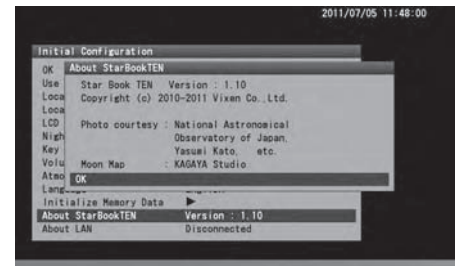 2011/07/05 11:48:00
Initial Configuration
OK
About StarBookTEN
Use
Star Book TEN Version : 1.10
Loca
Copyright (c) 2010-2011 Vixen Co.,Ltd.
Loca
LCD
Photo courtesy : National Astronomical
Nigh
Observatory of Japan,
Key
Yasumi Kato, etc.
Volu
Moon Map : KAGAYA Studio
Atmo
OK
Initialize Memory Data ▶
About StarBookTEN Version : 1.10
About LAN Disconnected